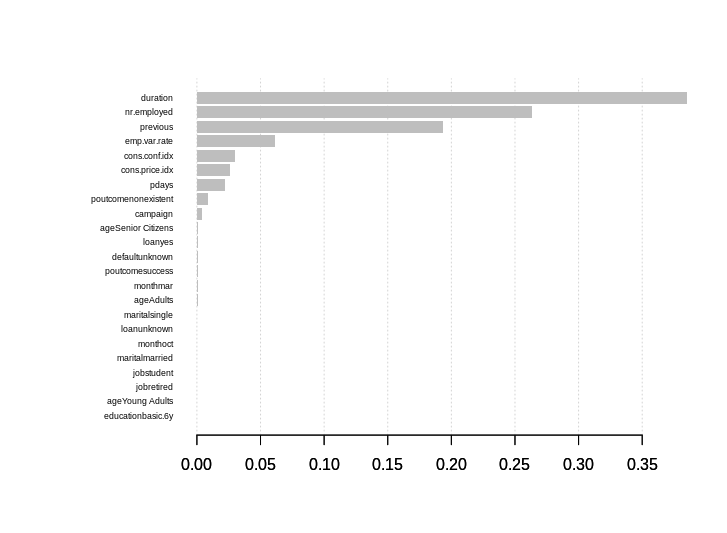 duration
nr.employed
previous
emp.var.rate
cons.conf.idx
cons.price.idx
pdays
poutcomenonexistent
campaign
ageSenior Citizens
loanyes
defaultunknown
poutcomesuccess
monthmar
ageAdults
maritalsingle
loanunknown
monthoct
maritalmarried
jobstudent
jobretired
ageYoung Adults
educationbasic.6y
0.00 0.05 0.10 0.15 0.20 0.25 0.30 0.35